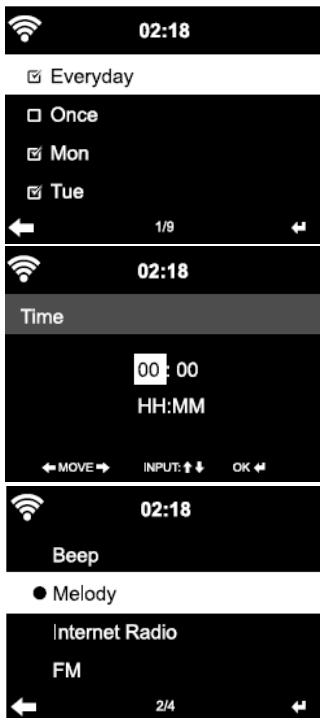 02:18
Everyday
Once
Mon
Tue
1/9
02:18
Time
00 : 00
HH:MM
MOVE INPUT: OK
02:18
Beep
Melody
Internet Radio
FM
2/4